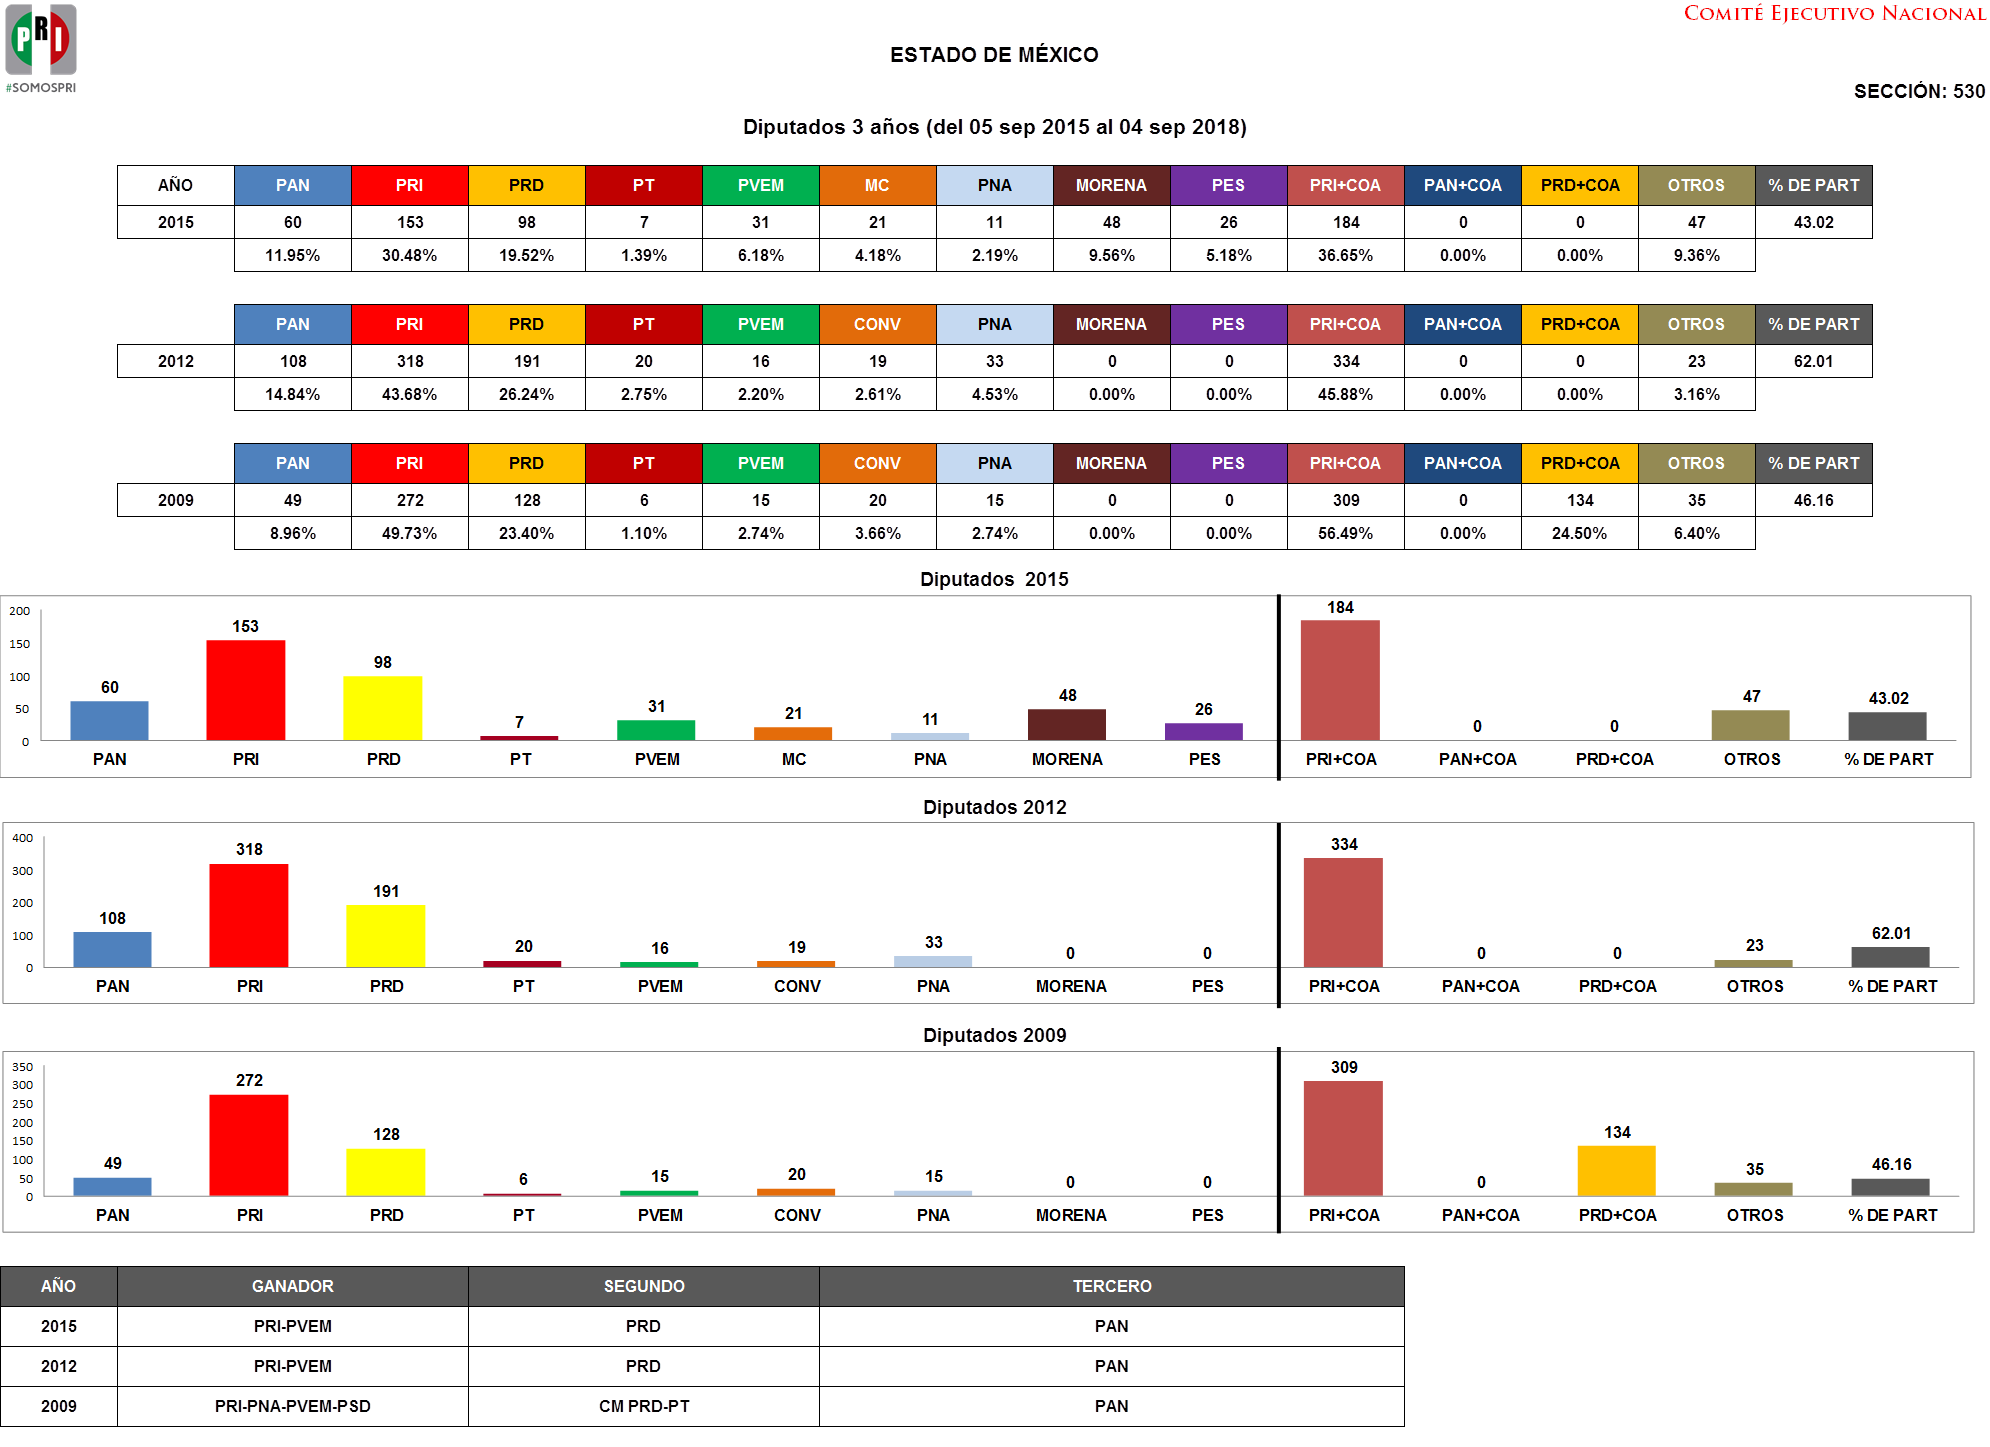 PRI
#SOMOSPRI
COMITÉ EJECUTIVO NACIONAL
ESTADO DE MÉXICO
SECCIÓN: 530
Diputados 3 años (del 05 sep 2015 al 04 sep 2018)
AÑO PAN PRI PRD PT PVEM MC PNA MORENA PES PRI+COA PAN+COA PRD+COA OTROS % DE PART
2015 60 153 98 7 31 21 11 48 26 184 0 0 47 43.02
11.95% 30.48% 19.52% 1.39% 6.18% 4.18% 2.19% 9.56% 5.18% 36.65% 0.00% 0.00% 9.36%
PAN PRI PRD PT PVEM CONV PNA MORENA PES PRI+COA PAN+COA PRD+COA OTROS % DE PART
2012 108 318 191 20 16 19 33 0 0 334 0 0 23 62.01
14.84% 43.68% 26.24% 2.75% 2.20% 2.61% 4.53% 0.00% 0.00% 45.88% 0.00% 0.00% 3.16%
PAN PRI PRD PT PVEM CONV PNA MORENA PES PRI+COA PAN+COA PRD+COA OTROS % DE PART
2009 49 272 128 6 15 20 15 0 0 309 0 134 35 46.16
8.96% 49.73% 23.40% 1.10% 2.74% 3.66% 2.74% 0.00% 0.00% 56.49% 0.00% 24.50% 6.40%
Diputados 2015
200
150
100
50
0
60 153 98 7 31 21 11 48 26 184 0 0 47 43.02
PAN PRI PRD PT PVEM MC PNA MORENA PES PRI+COA PAN+COA PRD+COA OTROS % DE PART
Diputados 2012
400
300
200
100
0
108 318 191 20 16 19 33 0 0 334 0 0 23 62.01
PAN PRI PRD PT PVEM CONV PNA MORENA PES PRI+COA PAN+COA PRD+COA OTROS % DE PART
Diputados 2009
350
300
250
200
150
100
50
0
49 272 128 6 15 20 15 0 0 309 0 134 35 46.16
PAN PRI PRD PT PVEM CONV PNA MORENA PES PRI+COA PAN+COA PRD+COA OTROS % DE PART
AÑO GANADOR SEGUNDO TERCERO
2015 PRI-PVEM PRD PAN
2012 PRI-PVEM PRD PAN
2009 PRI-PNA-PVEM-PSD CM PRD-PT PAN